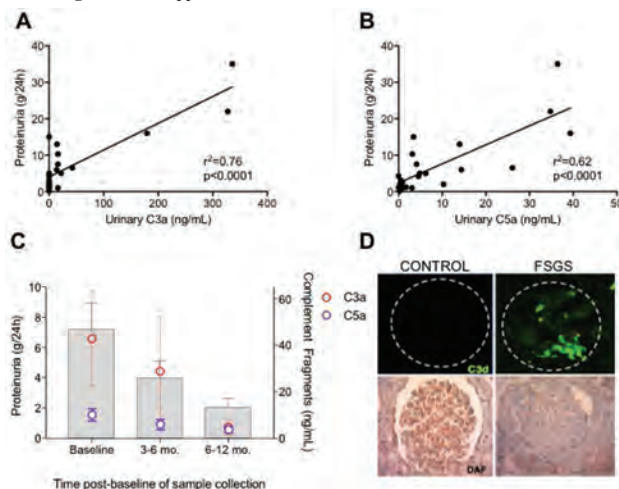 A
Proteinuria (g/24h)
40
30
20
10
0
r²=0.76
p<0.0001
0 100 200 300 400
Urinary C3a (ng/mL)
B
Proteinuria (g/24h)
40
30
20
10
0
r²=0.62
p<0.0001
0 10 20 30 40 50
Urinary C5a (ng/mL)
C
Proteinuria (g/24h)
10
8
6
4
2
0
Complement Fragments (ng/mL)
60
40
20
0
C3a
C5a
Baseline 3-6 mo. 6-12 mo.
Time post-baseline of sample collection
D
CONTROL FSGS
C3d
DAF